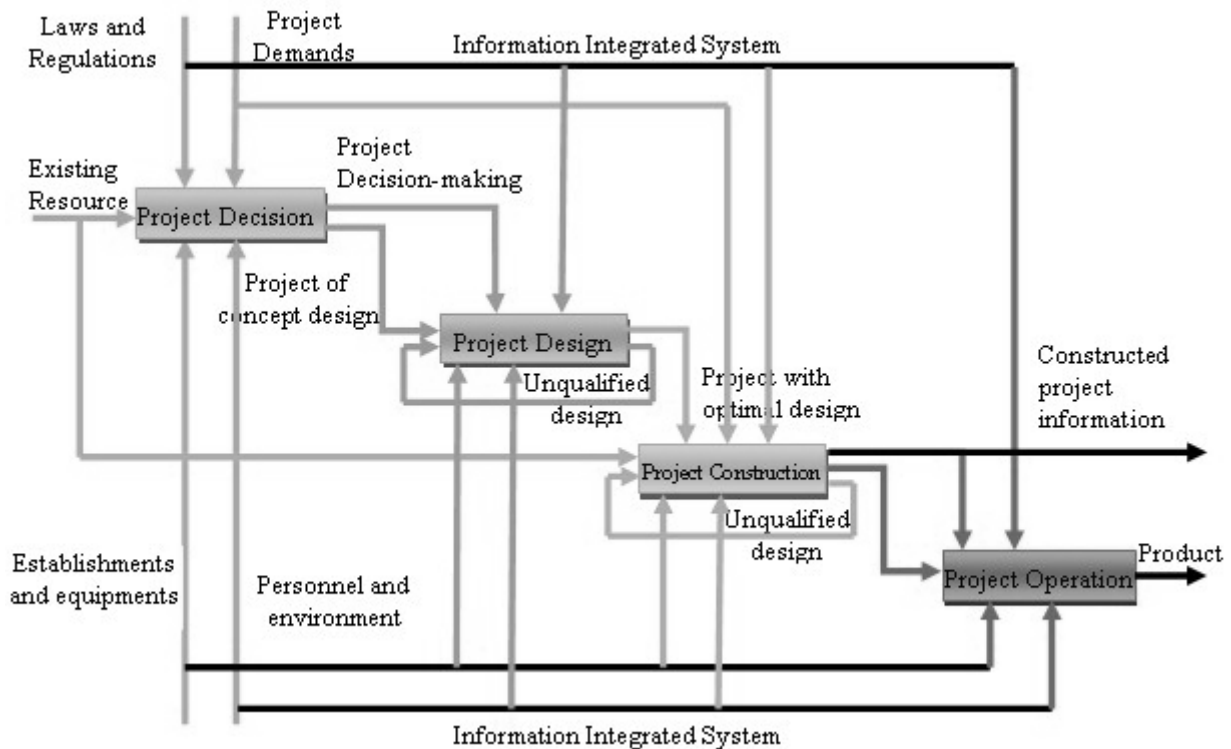 Laws and
Regulations
Project
Demands
Information Integrated System
Existing
Resource
Project
Decision-making
Project Decision
Project of
concept design
Project Design
Unqualified
design
Project with
optimal design
Constructed
project
information
Project Construction
Unqualified
design
Product
Project Operation
Establishments
and equipments
Personnel and
environment
Information Integrated System